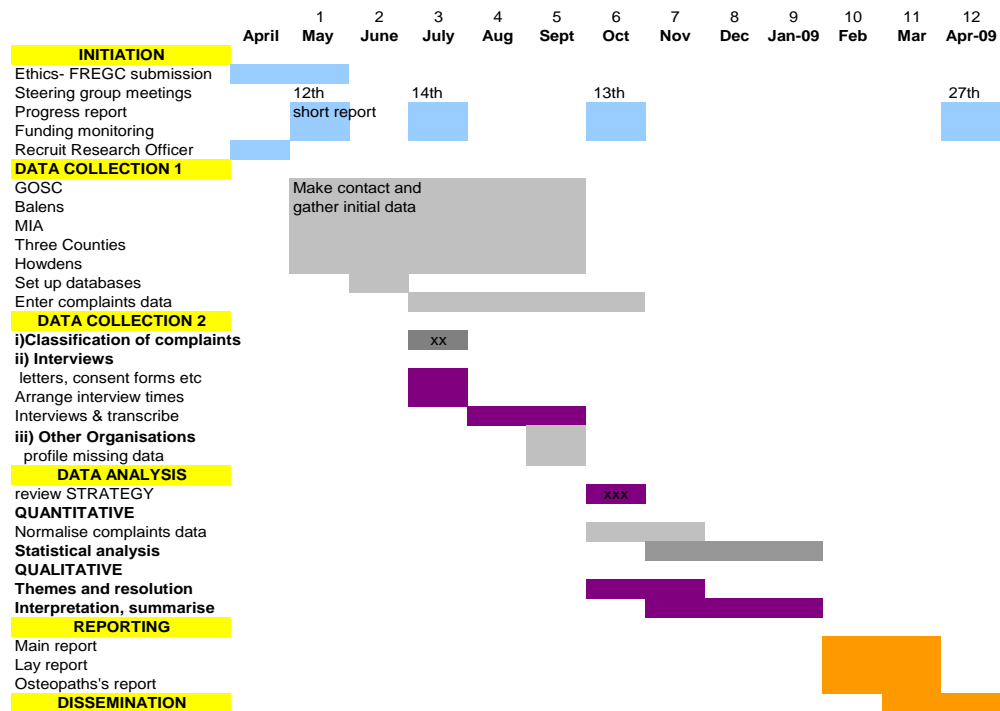 1 2 3 4 5 6 7 8 9 10 11 12
April May June July Aug Sept Oct Nov Dec Jan-09 Feb Mar Apr-09
INITIATION
Ethics- FREGC submission
Steering group meetings 12th 14th 13th 27th
Progress report short report
Funding monitoring
Recruit Research Officer
DATA COLLECTION 1
GOSC Make contact and
Balens gather initial data
MIA
Three Counties
Howdens
Set up databases
Enter complaints data
DATA COLLECTION 2
i)Classification of complaints xx
ii) Interviews
letters, consent forms etc
Arrange interview times
Interviews & transcribe
iii) Other Organisations
profile missing data
DATA ANALYSIS
review STRATEGY xxx
QUANTITATIVE
Normalise complaints data
Statistical analysis
QUALITATIVE
Themes and resolution
Interpretation, summarise
REPORTING
Main report
Lay report
Osteopaths's report
DISSEMINATION